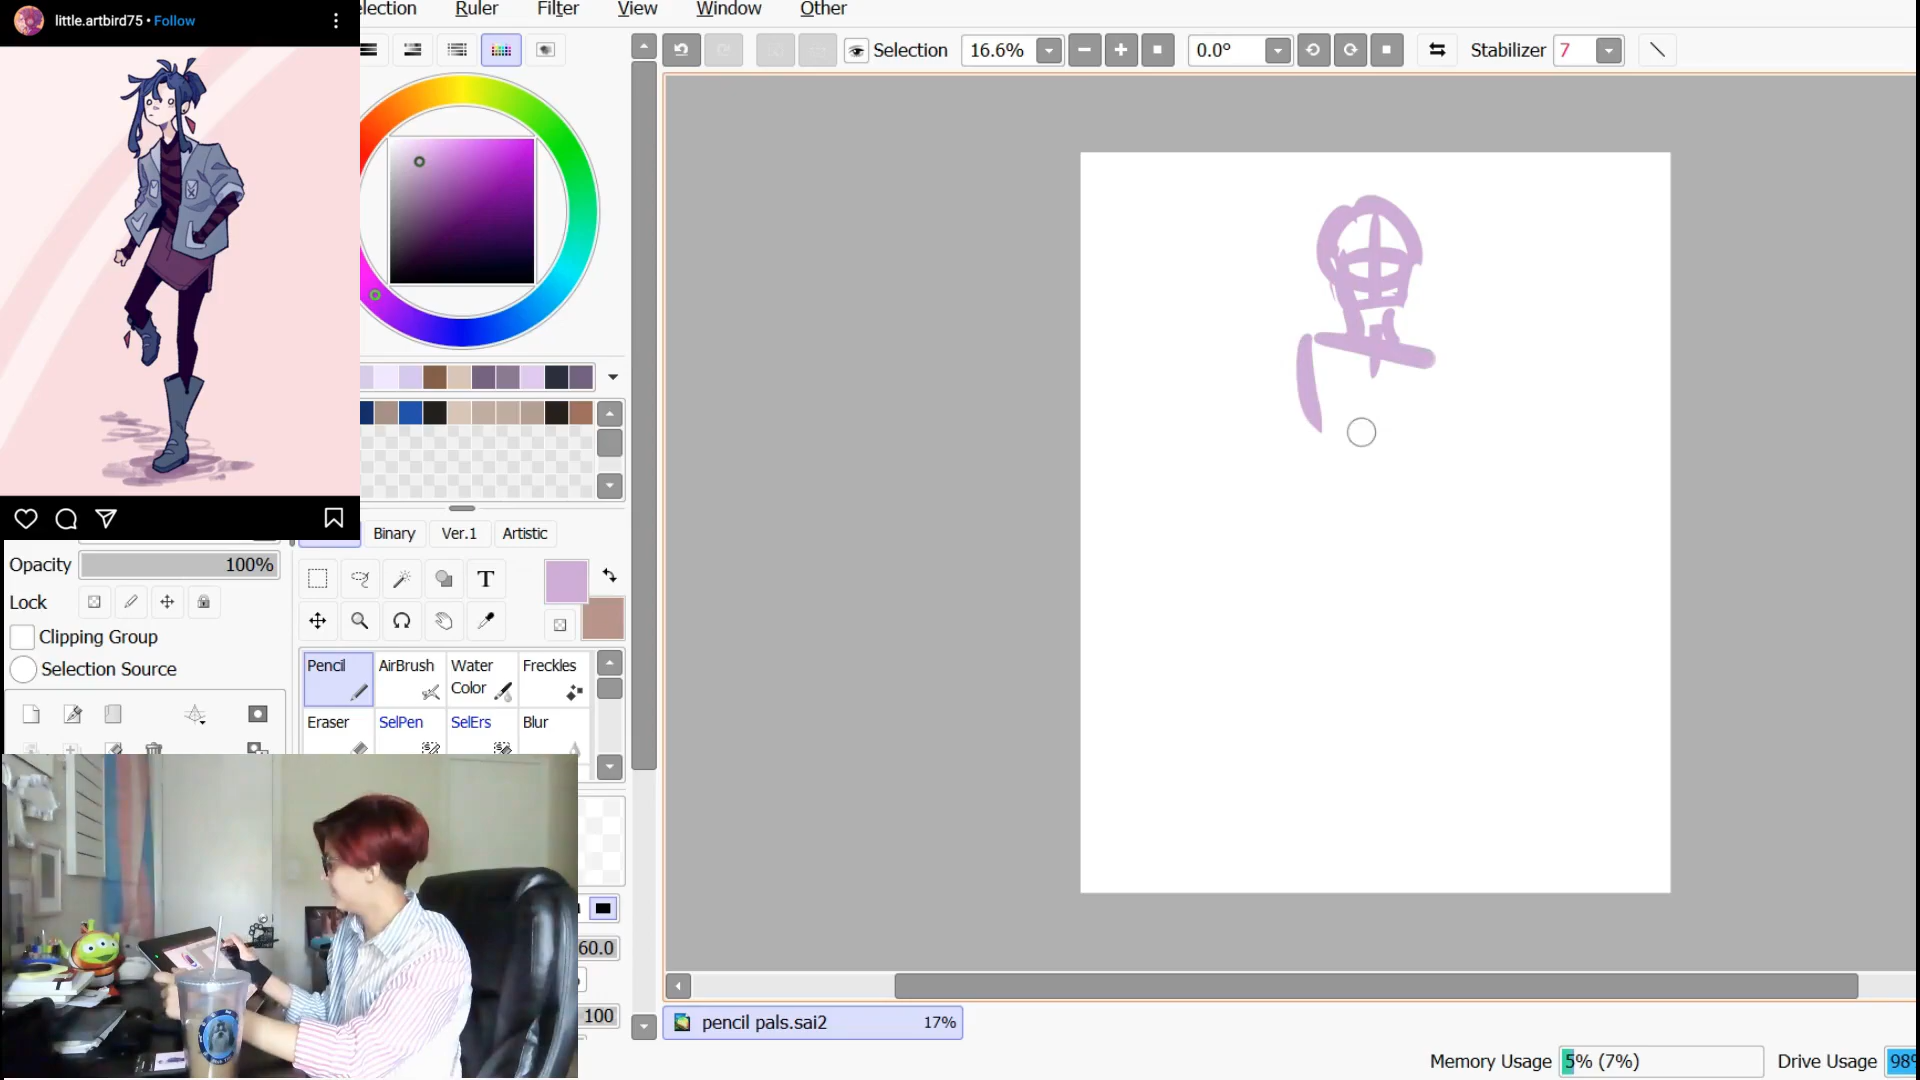 little.artbird75 • Follow
Ruler
Filter
View
Window
Other
Selection
16.6%
0.0°
Stabilizer
7
Binary
Ver.1
Artistic
Opacity
100%
Lock
Clipping Group
Selection Source
T
Pencil
AirBrush
Water
Color
Freckles
Eraser
SelPen
SelErs
Blur
60.0
100
pencil pals.sai2
17%
Memory Usage
5% (7%)
Drive Usage
98%